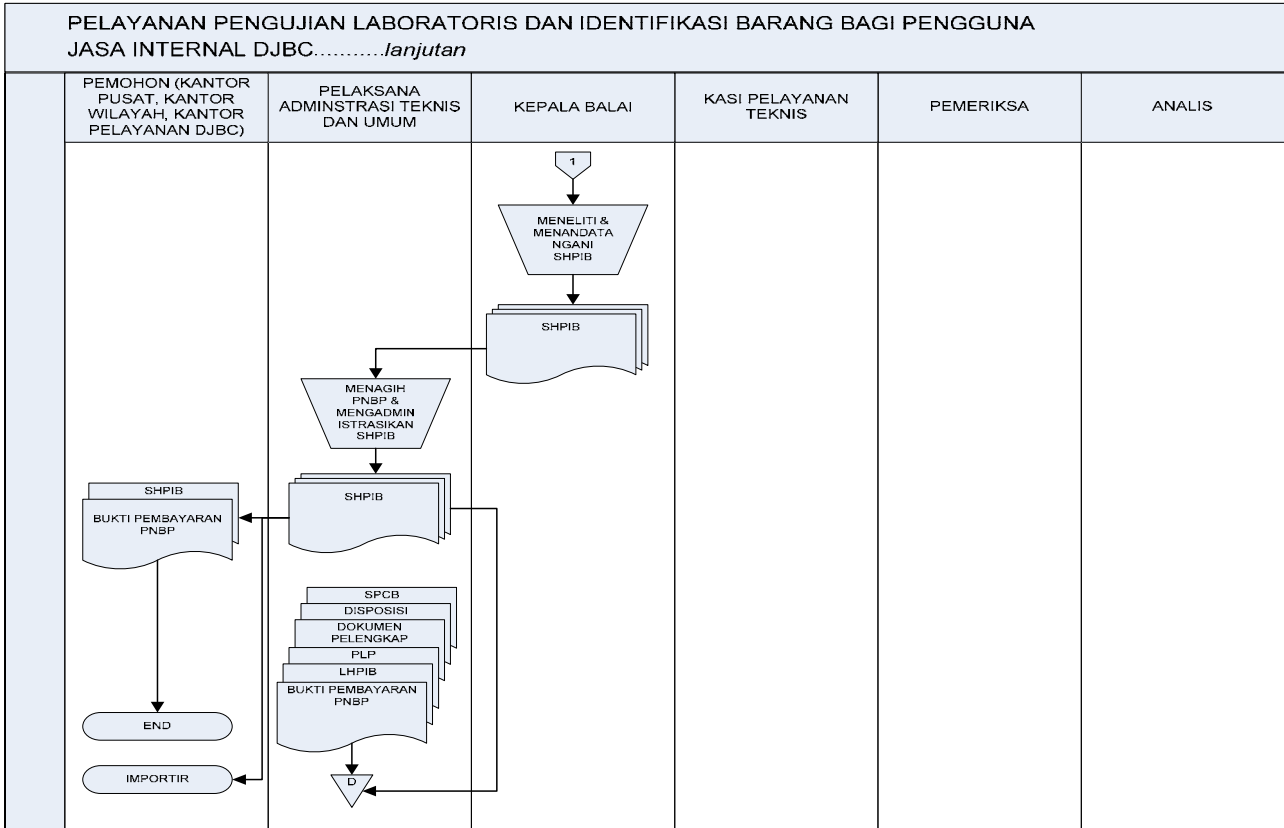 PELAYANAN PENGUJIAN LABORATORIS DAN IDENTIFIKASI BARANG BAGI PENGGUNA
JASA INTERNAL DJBC...........lanjutan
PEMOHON (KANTOR
PUSAT, KANTOR
WILAYAH, KANTOR
PELAYANAN DJBC)
PELAKSANA
ADMINSTRASI TEKNIS
DAN UMUM
KEPALA BALAI
KASI PELAYANAN
TEKNIS
PEMERIKSA
ANALIS
1
MENELITI &
MENANDATA
NGANI
SHPIB
SHPIB
MENAGIH
PNBP &
MENGADMIN
ISTRASIKAN
SHPIB
SHPIB
SHPIB
BUKTI PEMBAYARAN
PNBP
SPCB
DISPOSISI
DOKUMEN
PELENGKAP
PLP
LHPIB
BUKTI PEMBAYARAN
PNBP
END
IMPORTIR
D